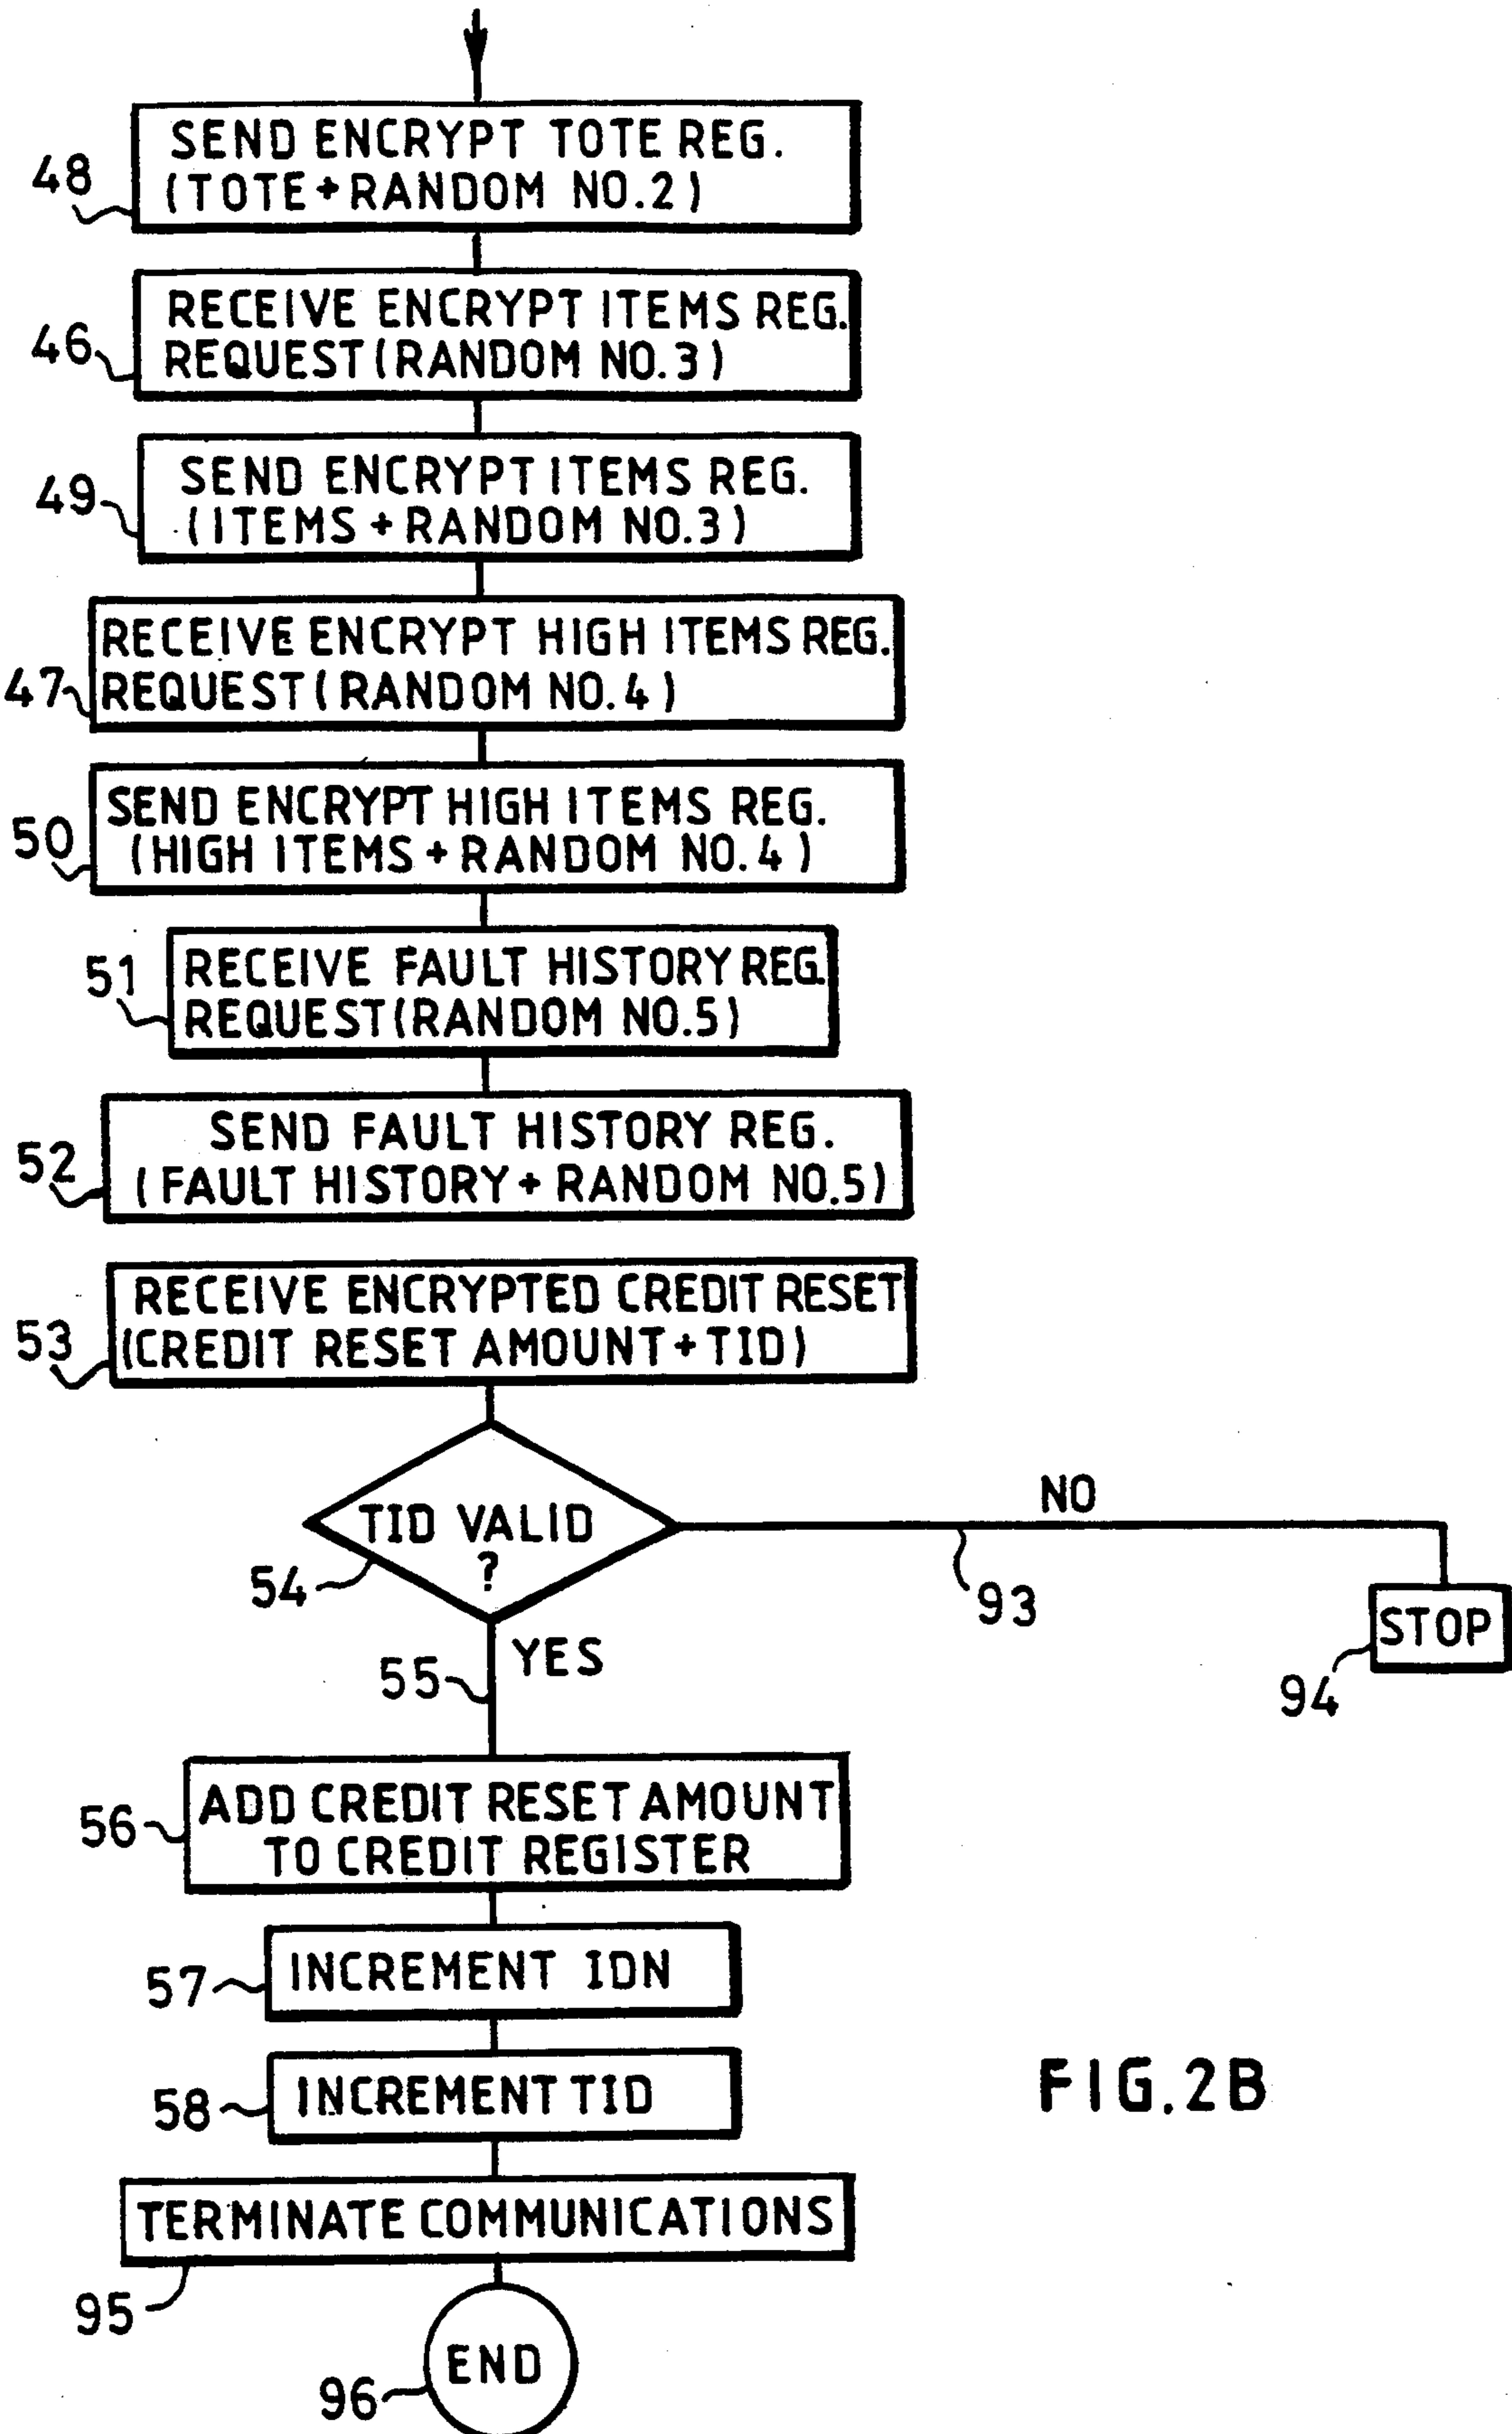 SEND ENCRYPT TOTE REG.
(TOTE+RANDOM NO.2)
48
RECEIVE ENCRYPT ITEMS REG.
REQUEST(RANDOM NO.3)
46
SEND ENCRYPT ITEMS REG.
(ITEMS+RANDOM NO.3)
49
RECEIVE ENCRYPT HIGH ITEMS REG.
REQUEST(RANDOM NO.4)
47
SEND ENCRYPT HIGH ITEMS REG.
(HIGH ITEMS+RANDOM NO.4)
50
RECEIVE FAULT HISTORY REG.
REQUEST(RANDOM NO.5)
51
SEND FAULT HISTORY REG.
(FAULT HISTORY+RANDOM NO.5)
52
RECEIVE ENCRYPTED CREDIT RESET
(CREDIT RESET AMOUNT+TID)
53
TID VALID
?
54
NO
93
STOP
94
YES
55
ADD CREDIT RESET AMOUNT
TO CREDIT REGISTER
56
INCREMENT IDN
57
INCREMENT TID
58
FIG.2B
TERMINATE COMMUNICATIONS
95
END
96